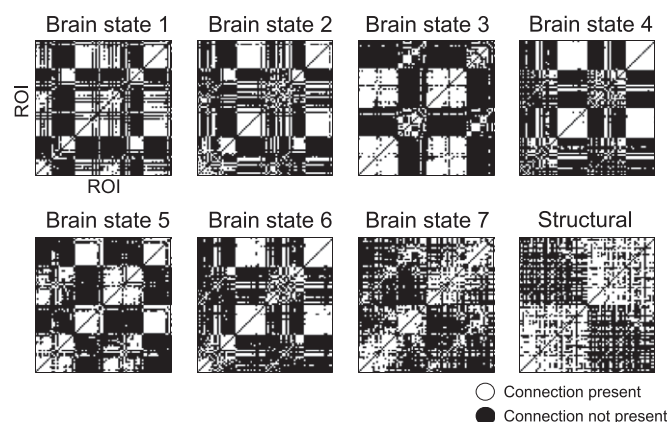 Brain state 1 Brain state 2 Brain state 3 Brain state 4
ROI
ROI
Brain state 5 Brain state 6 Brain state 7 Structural
Connection present
Connection not present